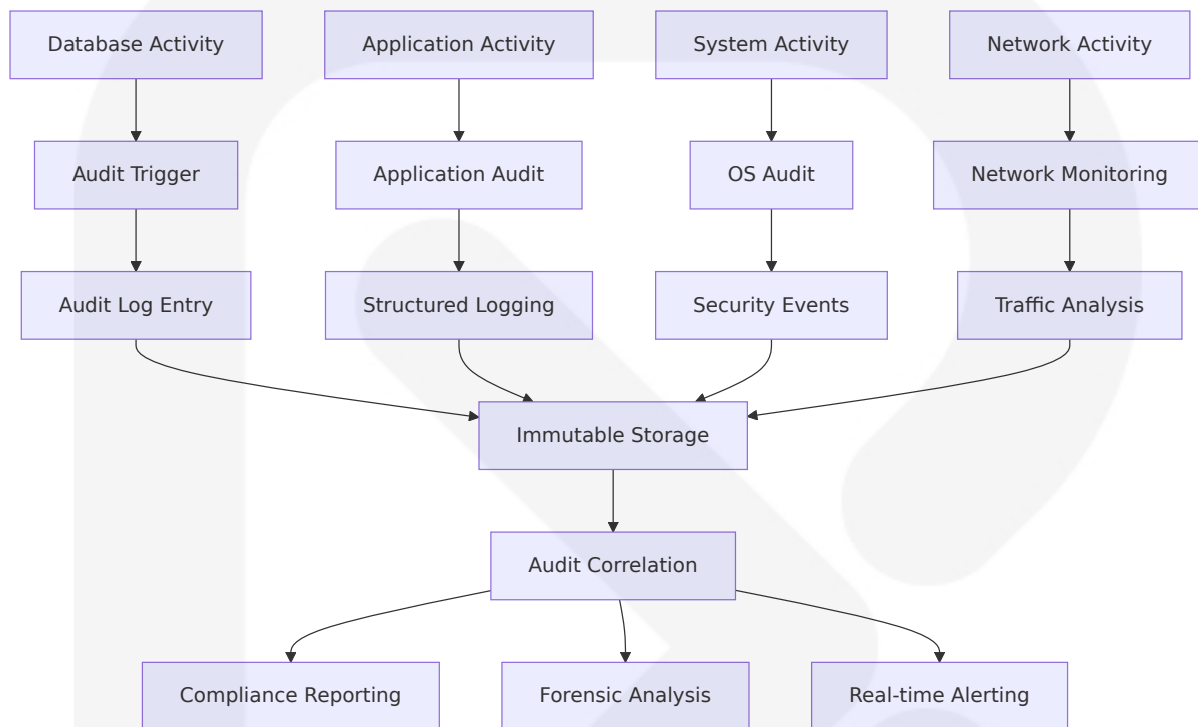 Database Activity
Application Activity
System Activity
Network Activity
Audit Trigger
Application Audit
OS Audit
Network Monitoring
Audit Log Entry
Structured Logging
Security Events
Traffic Analysis
Immutable Storage
Audit Correlation
Compliance Reporting
Forensic Analysis
Real-time Alerting